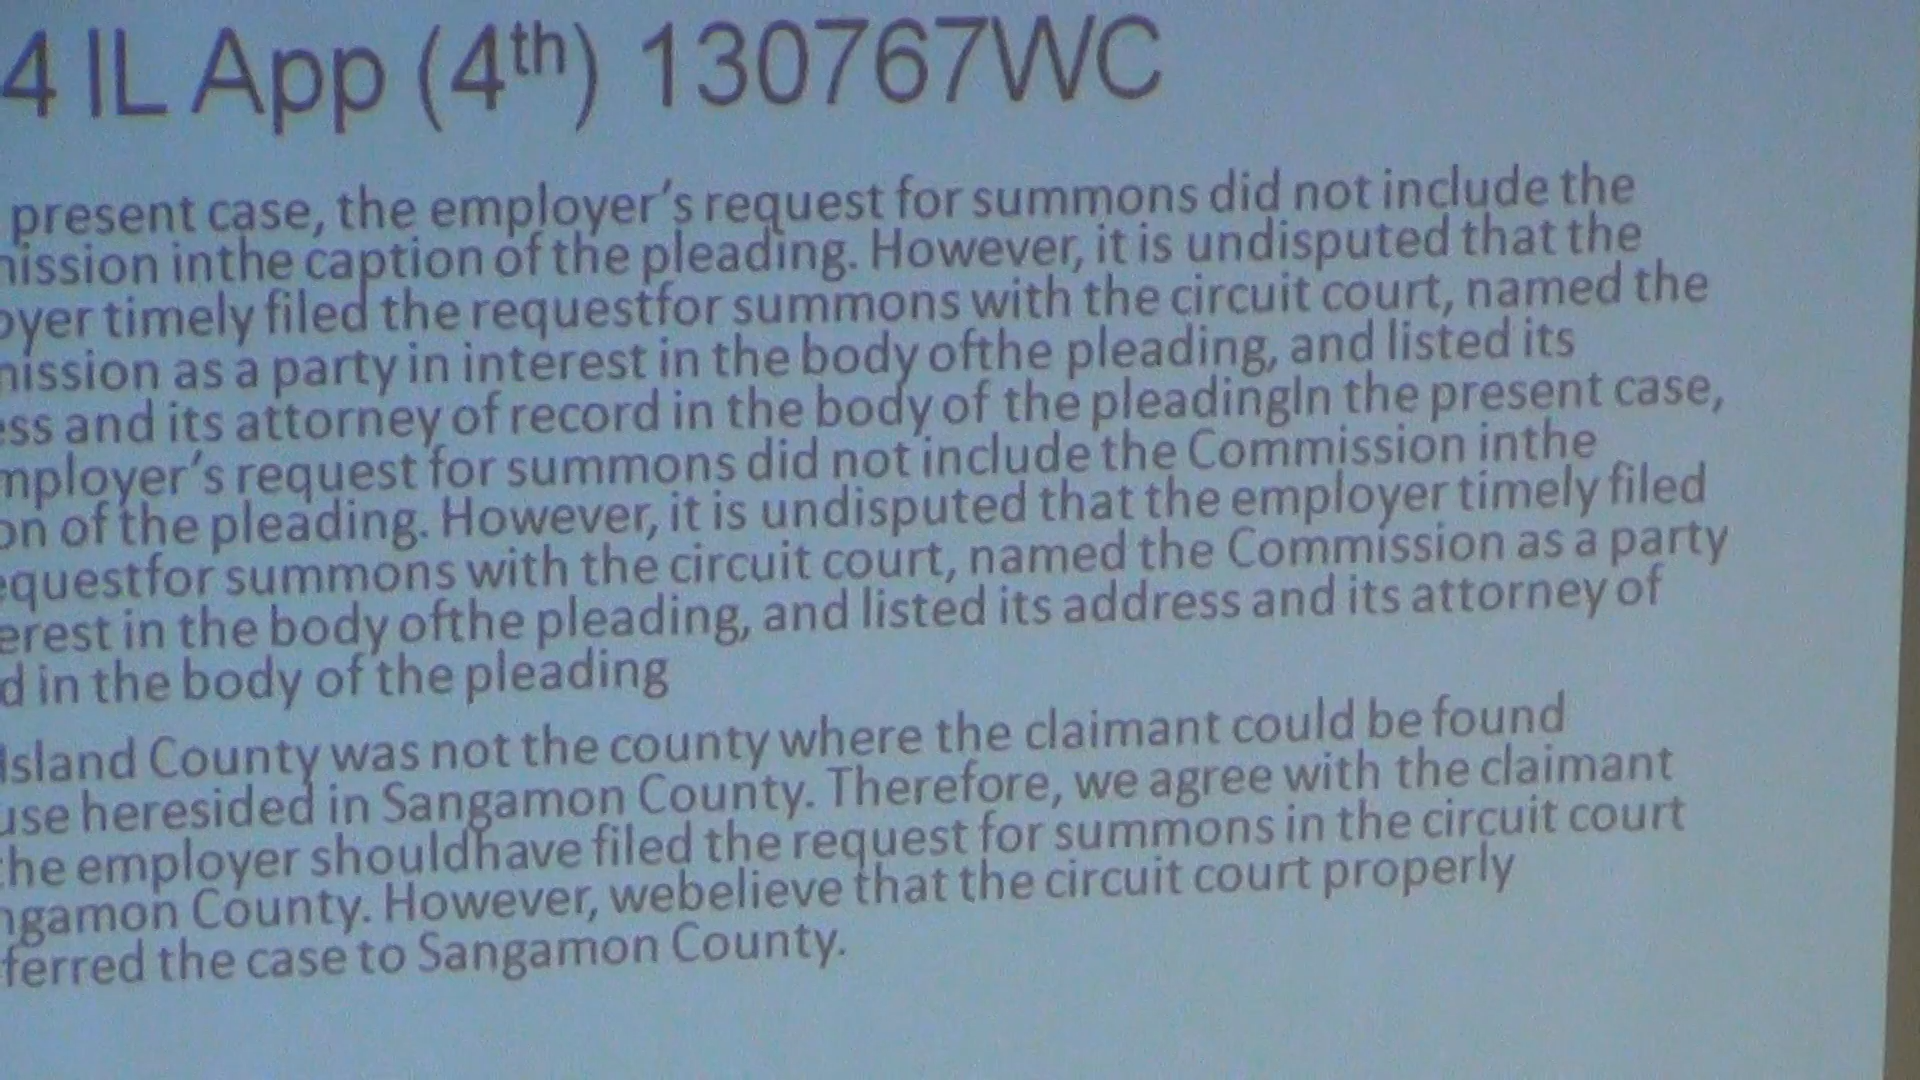 4 IL App (4th) 130767WC
present case, the employer's request for summons did not include the
ission inthe caption of the pleading. However, it is undisputed that the
oyer timely filed the requestfor summons with the circuit court, named the
ission as a party in interest in the body ofthe pleading, and listed its
ess and its attorney of record in the body of the pleadingIn the present case,
mployer's request for summons did not include the Commission inthe
on of the pleading. However, it is undisputed that the employer timely filed
equestfor summons with the circuit court, named the Commission as a party
erest in the body ofthe pleading, and listed its address and its attorney of
d in the body of the pleading
Island County was not the county where the claimant could be found
use heresided in Sangamon County. Therefore, we agree with the claimant
the employer shouldhave filed the request for summons in the circuit court
ngamon County. However, webelieve that the circuit court properly
ferred the case to Sangamon County.